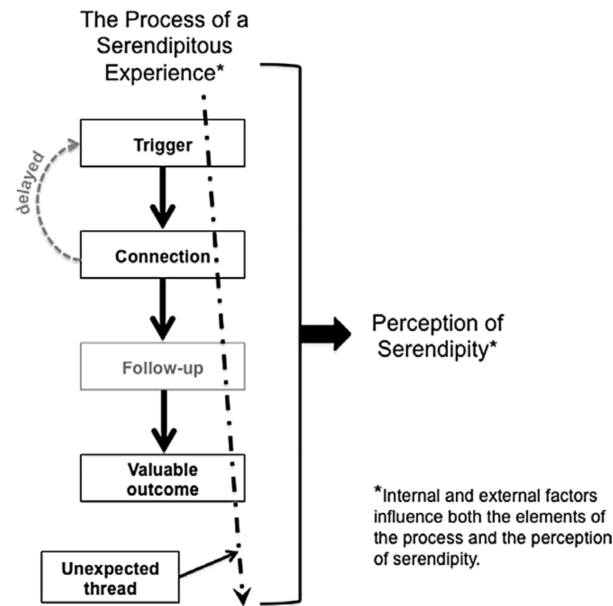 The Process of a
Serendipitous
Experience*
Trigger
delayed
Connection
Follow-up
Valuable
outcome
Unexpected
thread
Perception of
Serendipity*
*Internal and external factors
influence both the elements of
the process and the perception
of serendipity.